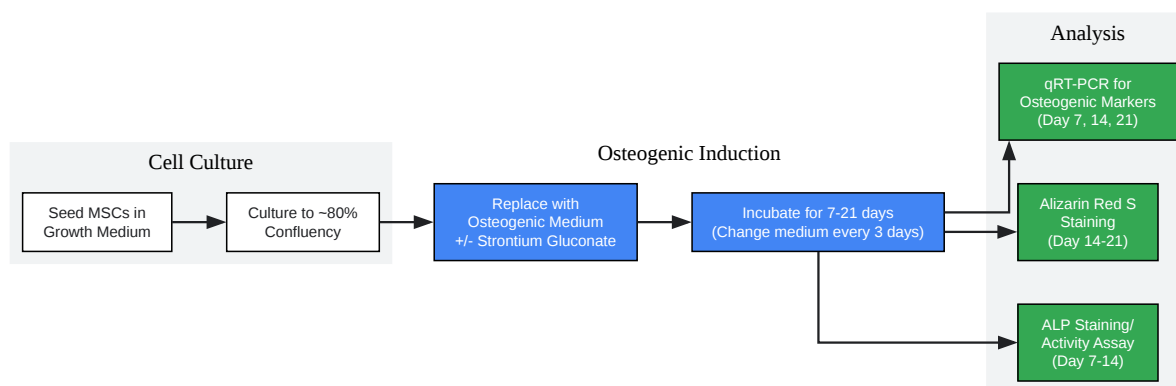 Cell Culture
Seed MSCs in
Growth Medium
Culture to ~80%
Confluency
Osteogenic Induction
Replace with
Osteogenic Medium
+/- Strontium Gluconate
Incubate for 7-21 days
(Change medium every 3 days)
Analysis
qRT-PCR for
Osteogenic Markers
(Day 7, 14, 21)
Alizarin Red S
Staining
(Day 14-21)
ALP Staining/
Activity Assay
(Day 7-14)